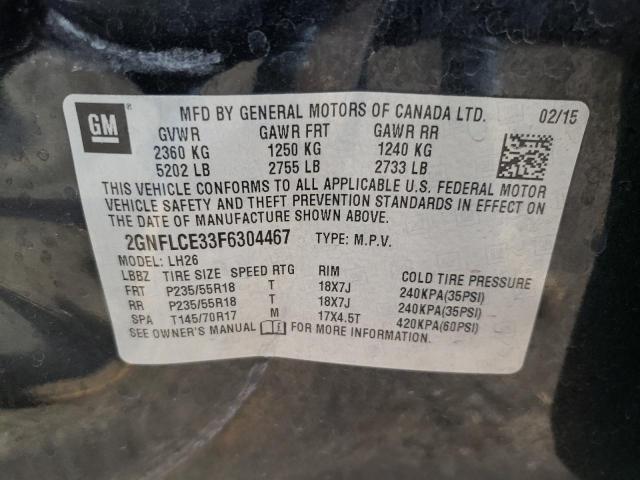 GM
MFD BY GENERAL MOTORS OF CANADA LTD. 02/15
GVWR GAWR FRT GAWR RR
2360 KG 1250 KG 1240 KG
5202 LB 2755 LB 2733 LB
THIS VEHICLE CONFORMS TO ALL APPLICABLE U.S. FEDERAL MOTOR
VEHICLE SAFETY AND THEFT PREVENTION STANDARDS IN EFFECT ON
THE DATE OF MANUFACTURE SHOWN ABOVE.
2GNFLCE33F6304467 TYPE: M.P.V.
MODEL: LH26
LBBZ TIRE SIZE SPEED RTG RIM COLD TIRE PRESSURE
FRT P235/55R18 T 18X7J 240KPA(35PSI)
RR P235/55R18 T 18X7J 240KPA(35PSI)
SPA T145/70R17 M 17X4.5T 420KPA(60PSI)
SEE OWNER'S MANUAL FOR MORE INFORMATION.